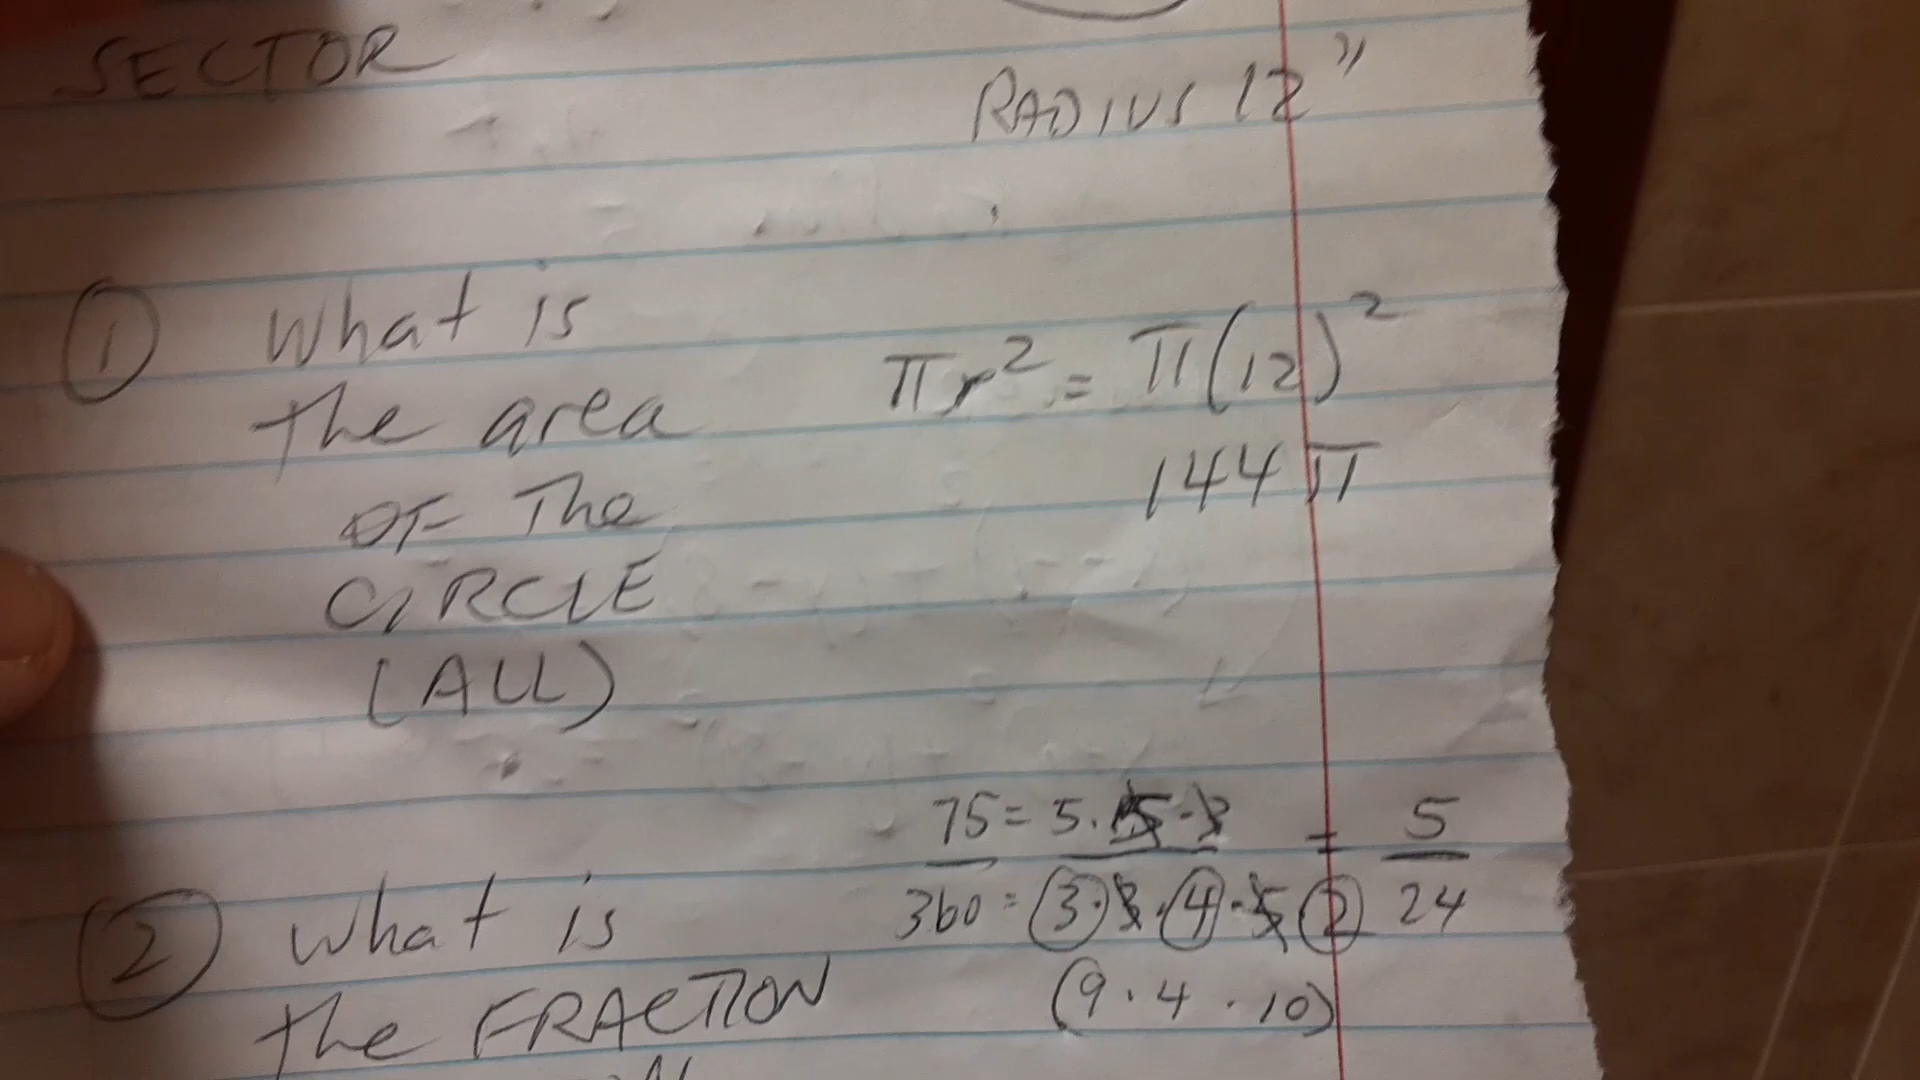 SECTOR
RADIUS 12"
① What is
the area
OF The
CIRCLE
(ALL)
πr² = π(12)²
144π
② What is
the FRACTION
75 = 5 · 5 · 3 = 5
360 = 3 · 3 · 4 · 5 2 24
(9 · 4 · 10)